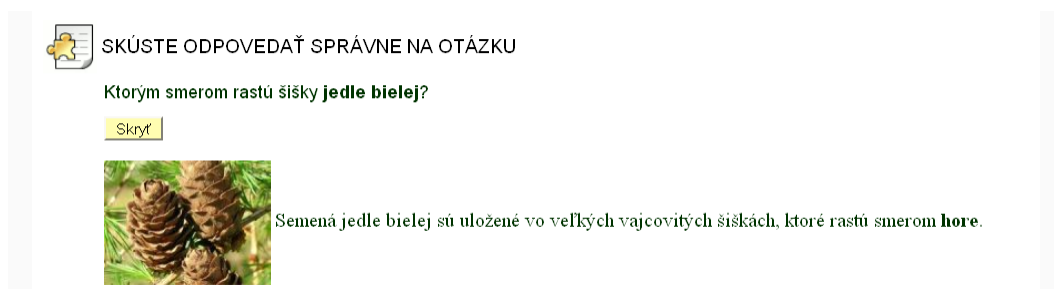 SKÚSTE ODPOVEDAŤ SPRÁVNE NA OTÁZKU
Ktorým smerom rastú šišky jedle bielej?
Skryť
Semená jedle bielej sú uložené vo veľkých vajcovitých šiškách, ktoré rastú smerom hore.